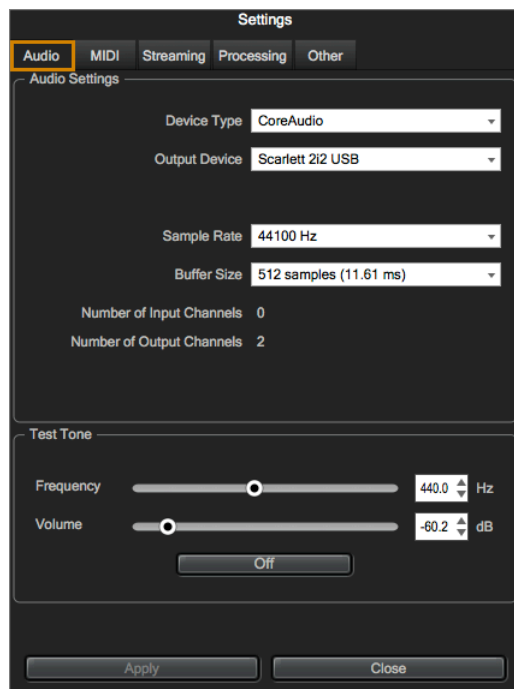 Settings
Audio MIDI Streaming Processing Other
Audio Settings
Device Type CoreAudio
Output Device Scarlett 2i2 USB
Sample Rate 44100 Hz
Buffer Size 512 samples (11.61 ms)
Number of Input Channels 0
Number of Output Channels 2
Test Tone
Frequency 440.0 Hz
Volume -60.2 dB
Off
Apply Close